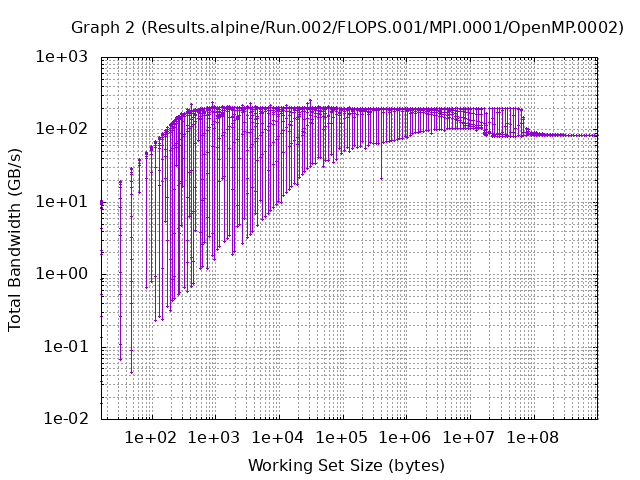 Graph 2 (Results.alpine/Run.002/FLOPS.001/MPI.0001/OpenMP.0002)
1e+03
1e+02
1e+01
1e+00
1e-01
1e-02
Total Bandwidth (GB/s)
1e+02 1e+03 1e+04 1e+05 1e+06 1e+07 1e+08
Working Set Size (bytes)